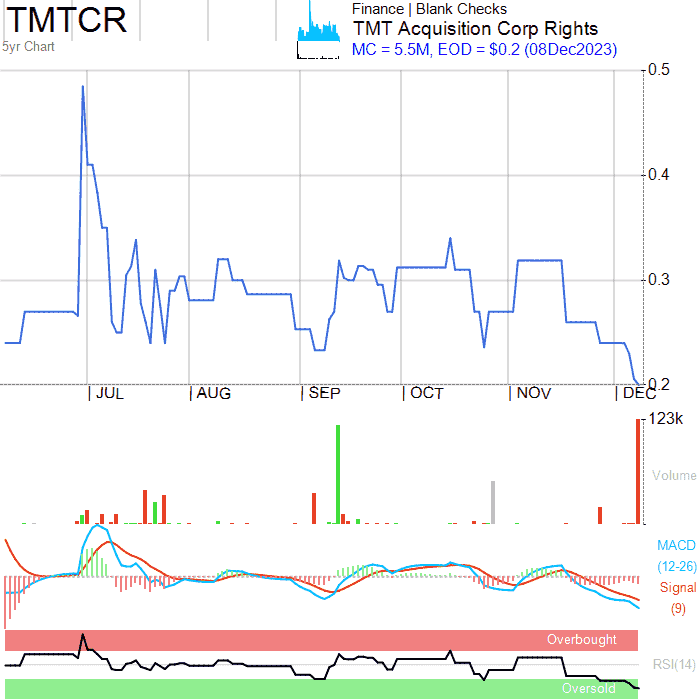 TMTCR
Finance | Blank Checks
TMT Acquisition Corp Rights
5yr Chart
MC = 5.5M, EOD = $0.2 (08Dec2023)
0.5
0.4
0.3
0.2
JUL AUG SEP OCT NOV DEC
123k
Volume
MACD
(12-26)
Signal
(9)
Overbought
RSI(14)
Oversold